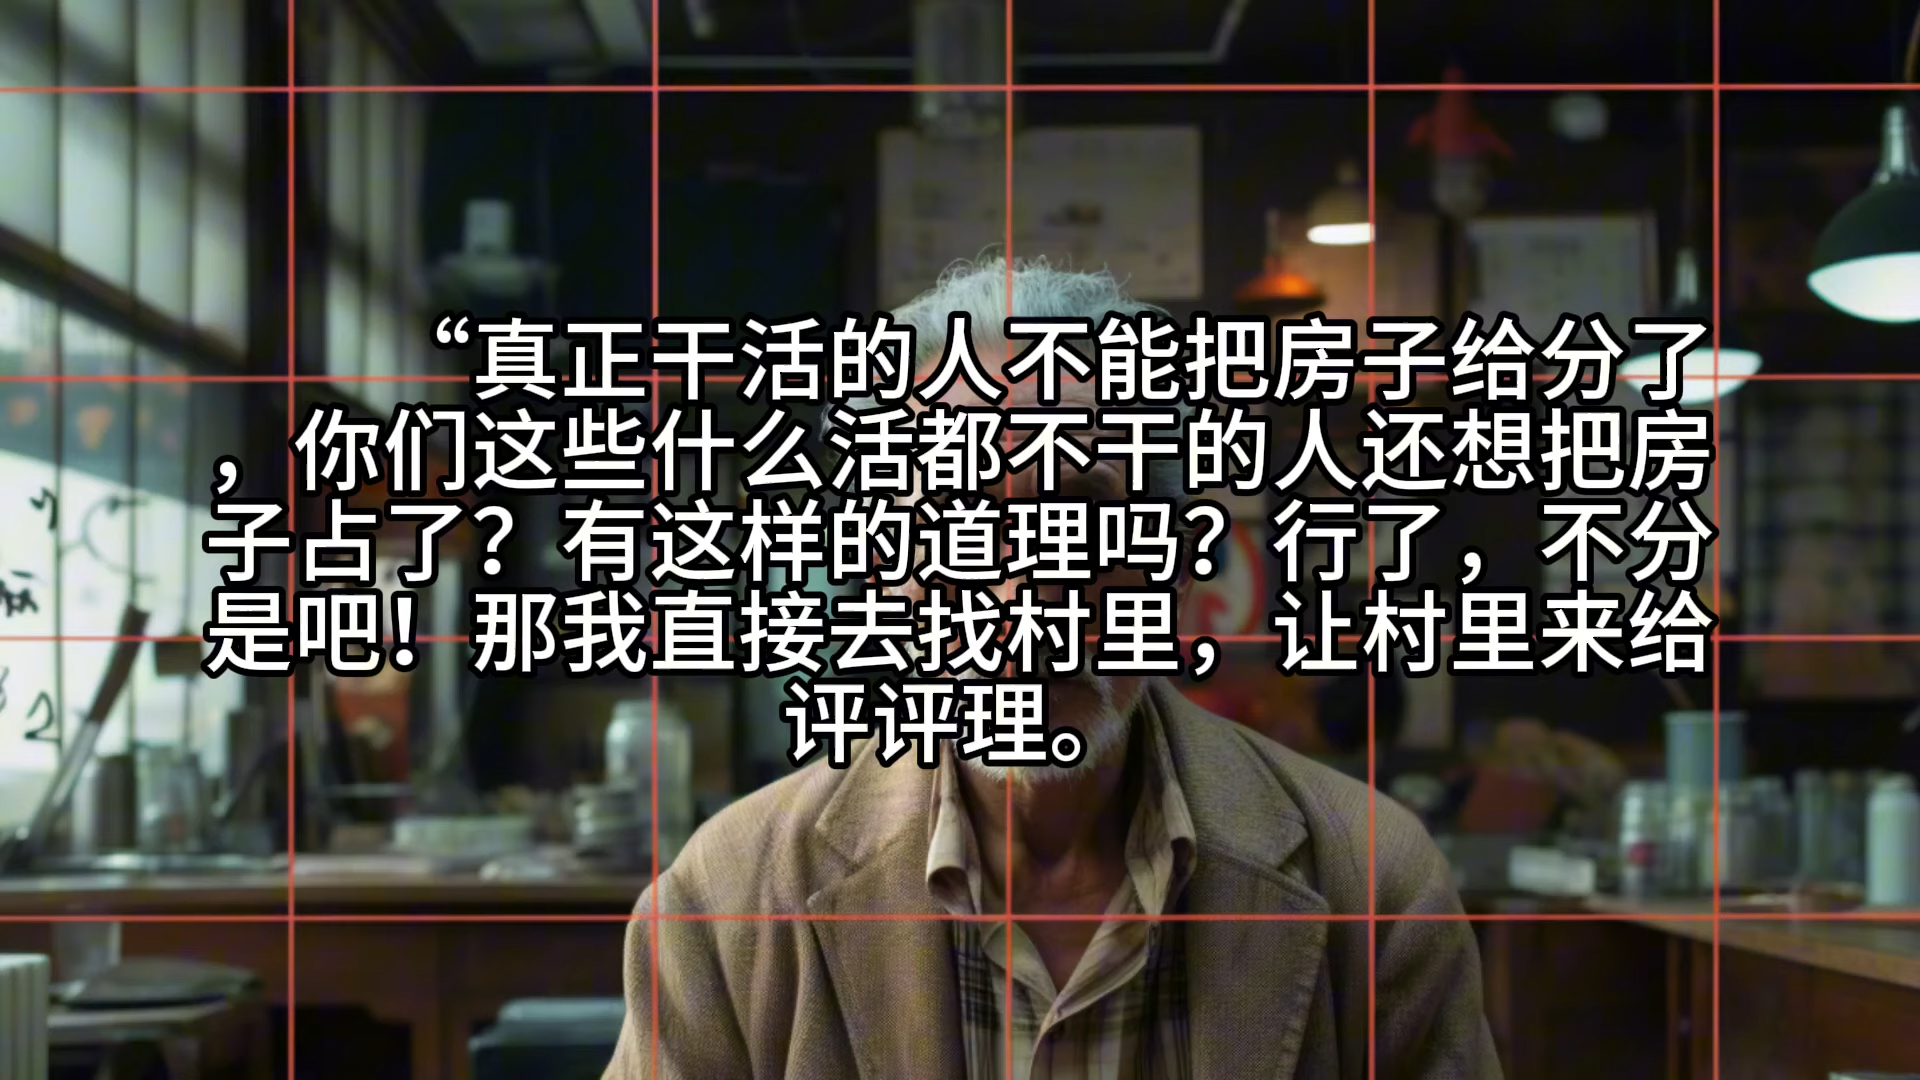 “真正干活的人不能把房子给分了
，你们这些什么活都不干的人还想把房
子占了？有这样的道理吗？行了，不分
是吧！那我直接去找村里，让村里来给
评评理。